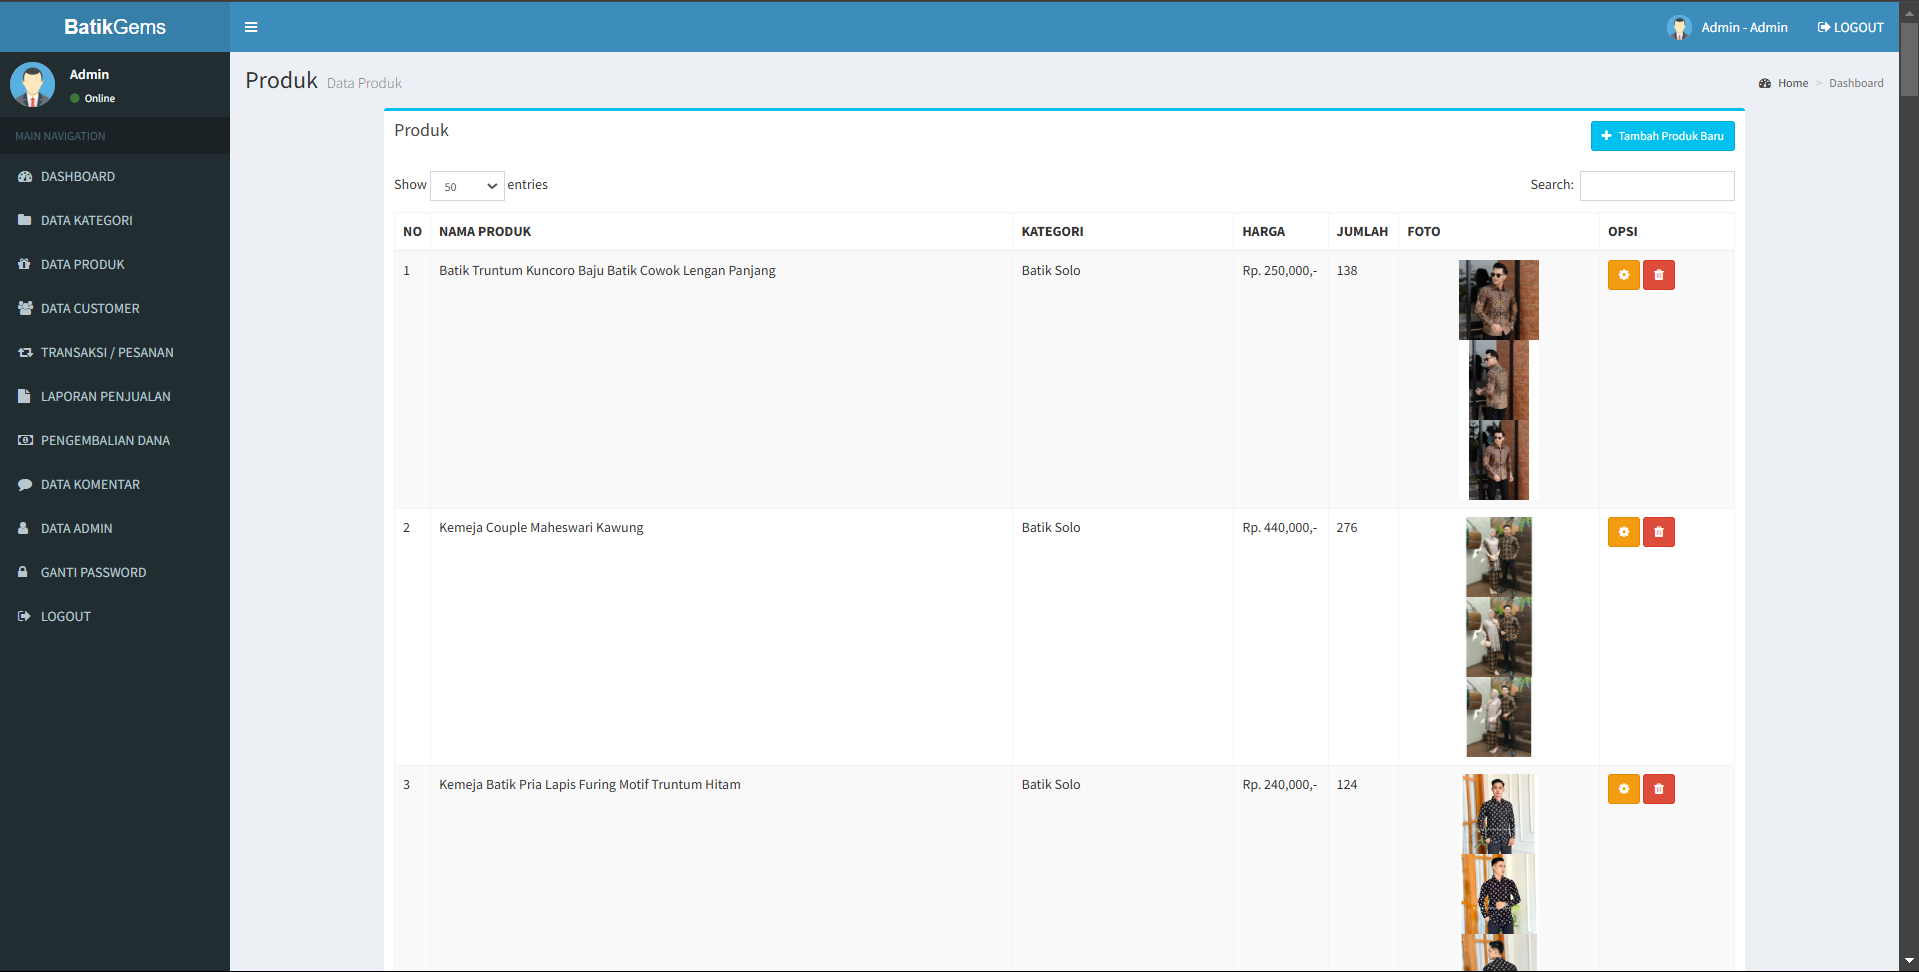 BatikGems
Admin - Admin
LOGOUT
Admin
Online
MAIN NAVIGATION
DASHBOARD
DATA KATEGORI
DATA PRODUK
DATA CUSTOMER
TRANSAKSI / PESANAN
LAPORAN PENJUALAN
PENGEMBALIAN DANA
DATA KOMENTAR
DATA ADMIN
GANTI PASSWORD
LOGOUT
Produk Data Produk
Home > Dashboard
Produk
Tambah Produk Baru
Show 50 entries
Search:
NO NAMA PRODUK KATEGORI HARGA JUMLAH FOTO OPSI
1 Batik Truntum Kuncoro Baju Batik Cowok Lengan Panjang Batik Solo Rp. 250,000,- 138
2 Kemeja Couple Maheswari Kawung Batik Solo Rp. 440,000,- 276
3 Kemeja Batik Pria Lapis Furing Motif Truntum Hitam Batik Solo Rp. 240,000,- 124